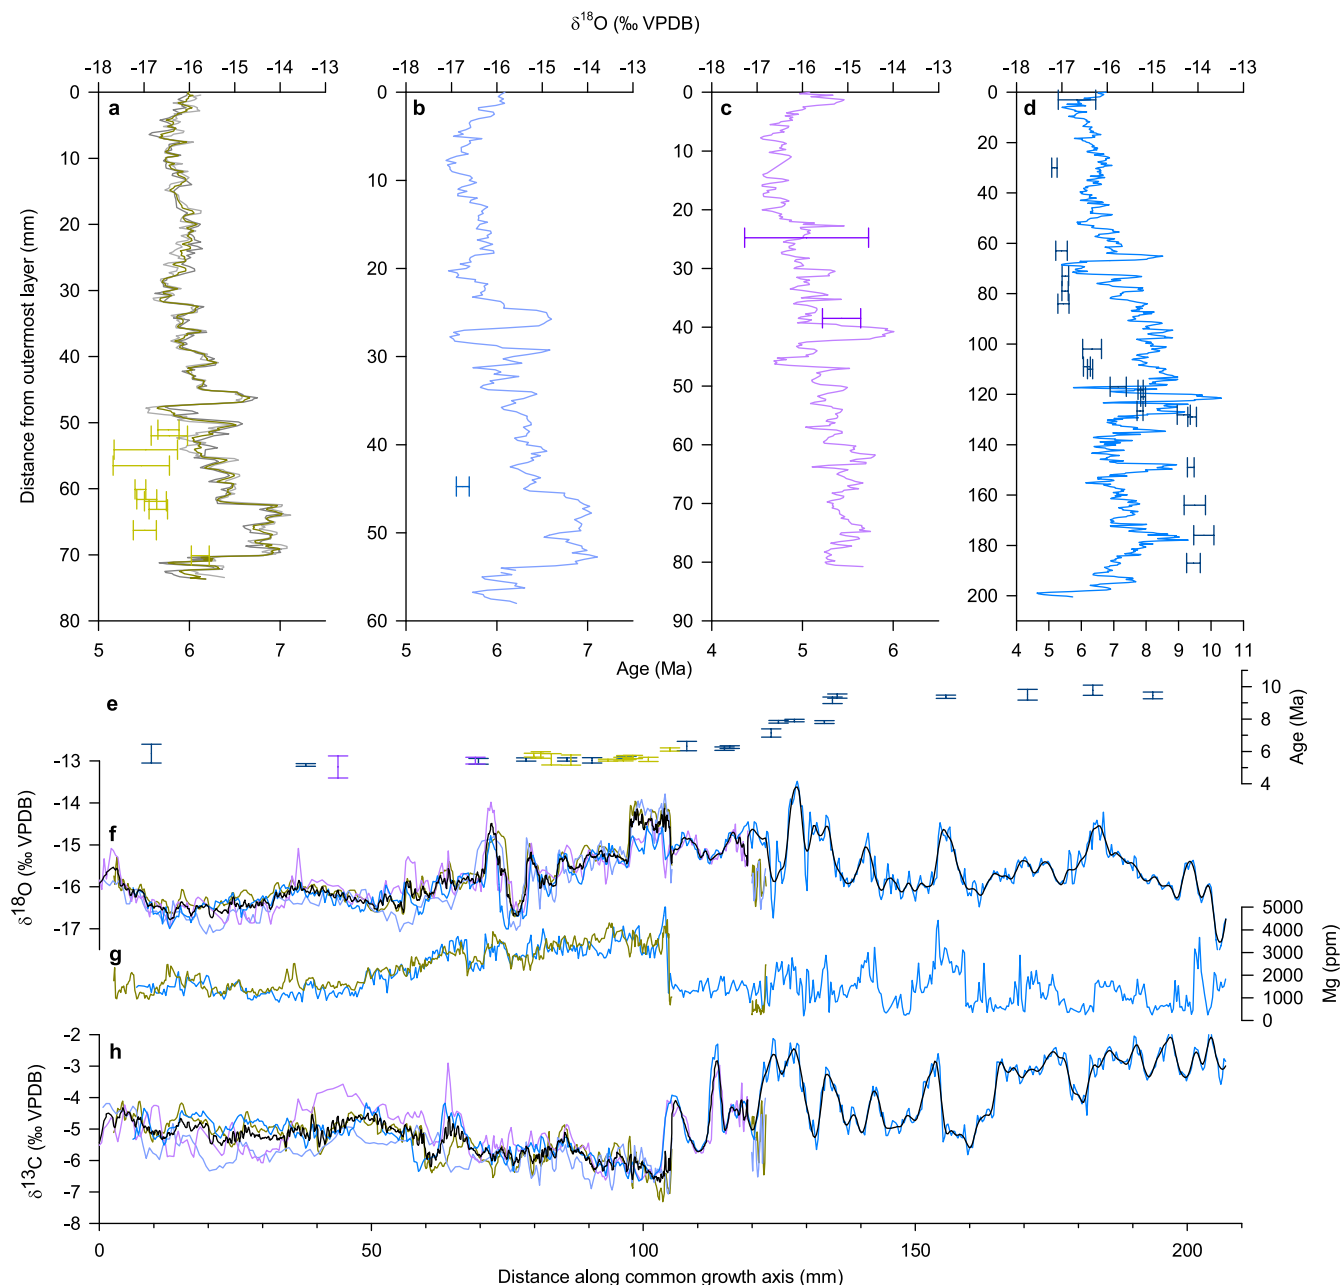 δ18O (‰ VPDB)
-18 -17 -16 -15 -14 -13 -18 -17 -16 -15 -14 -13 -18 -17 -16 -15 -14 -13 -18 -17 -16 -15 -14 -13
a b c d
Distance from outermost layer (mm)
0 10 20 30 40 50 60 70 80
0 10 20 30 40 50 60
0 10 20 30 40 50 60 70 80 90
0 20 40 60 80 100 120 140 160 180 200
5 6 7 5 6 7 4 5 6 4 5 6 7 8 9 10 11
Age (Ma)
e
10 8 6 4
Age (Ma)
f
-13 -14 -15 -16 -17
δ18O (‰ VPDB)
g
5000 4000 3000 2000 1000 0
Mg (ppm)
h
-2 -3 -4 -5 -6 -7 -8
δ13C (‰ VPDB)
0 50 100 150 200
Distance along common growth axis (mm)